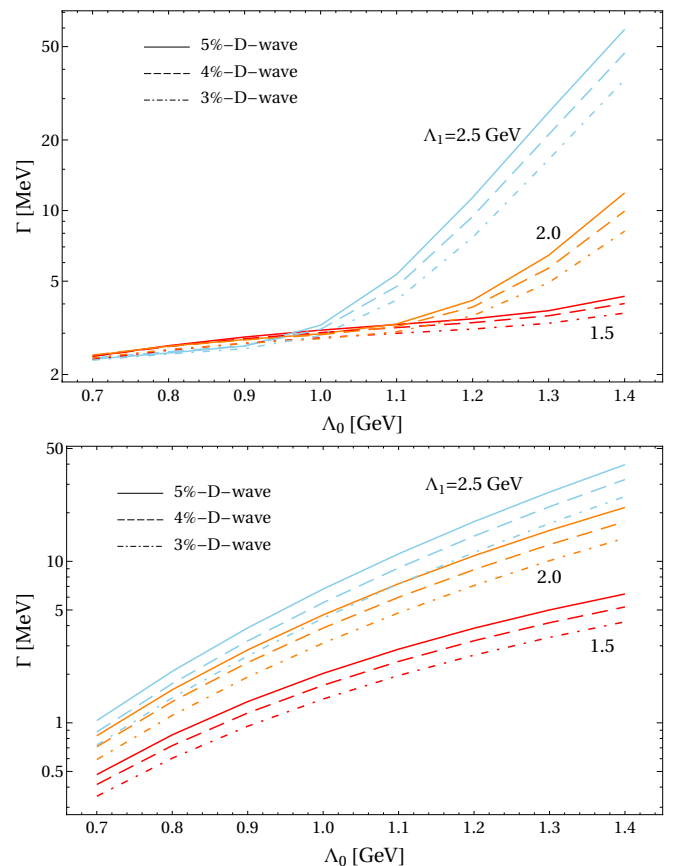 50
20
10
5
2
Γ [MeV]
5%−D−wave
4%−D−wave
3%−D−wave
Λ₁=2.5 GeV
2.0
1.5
0.7 0.8 0.9 1.0 1.1 1.2 1.3 1.4
Λ₀ [GeV]
50
10
5
1
0.5
Γ [MeV]
5%−D−wave
4%−D−wave
3%−D−wave
Λ₁=2.5 GeV
2.0
1.5
0.7 0.8 0.9 1.0 1.1 1.2 1.3 1.4
Λ₀ [GeV]